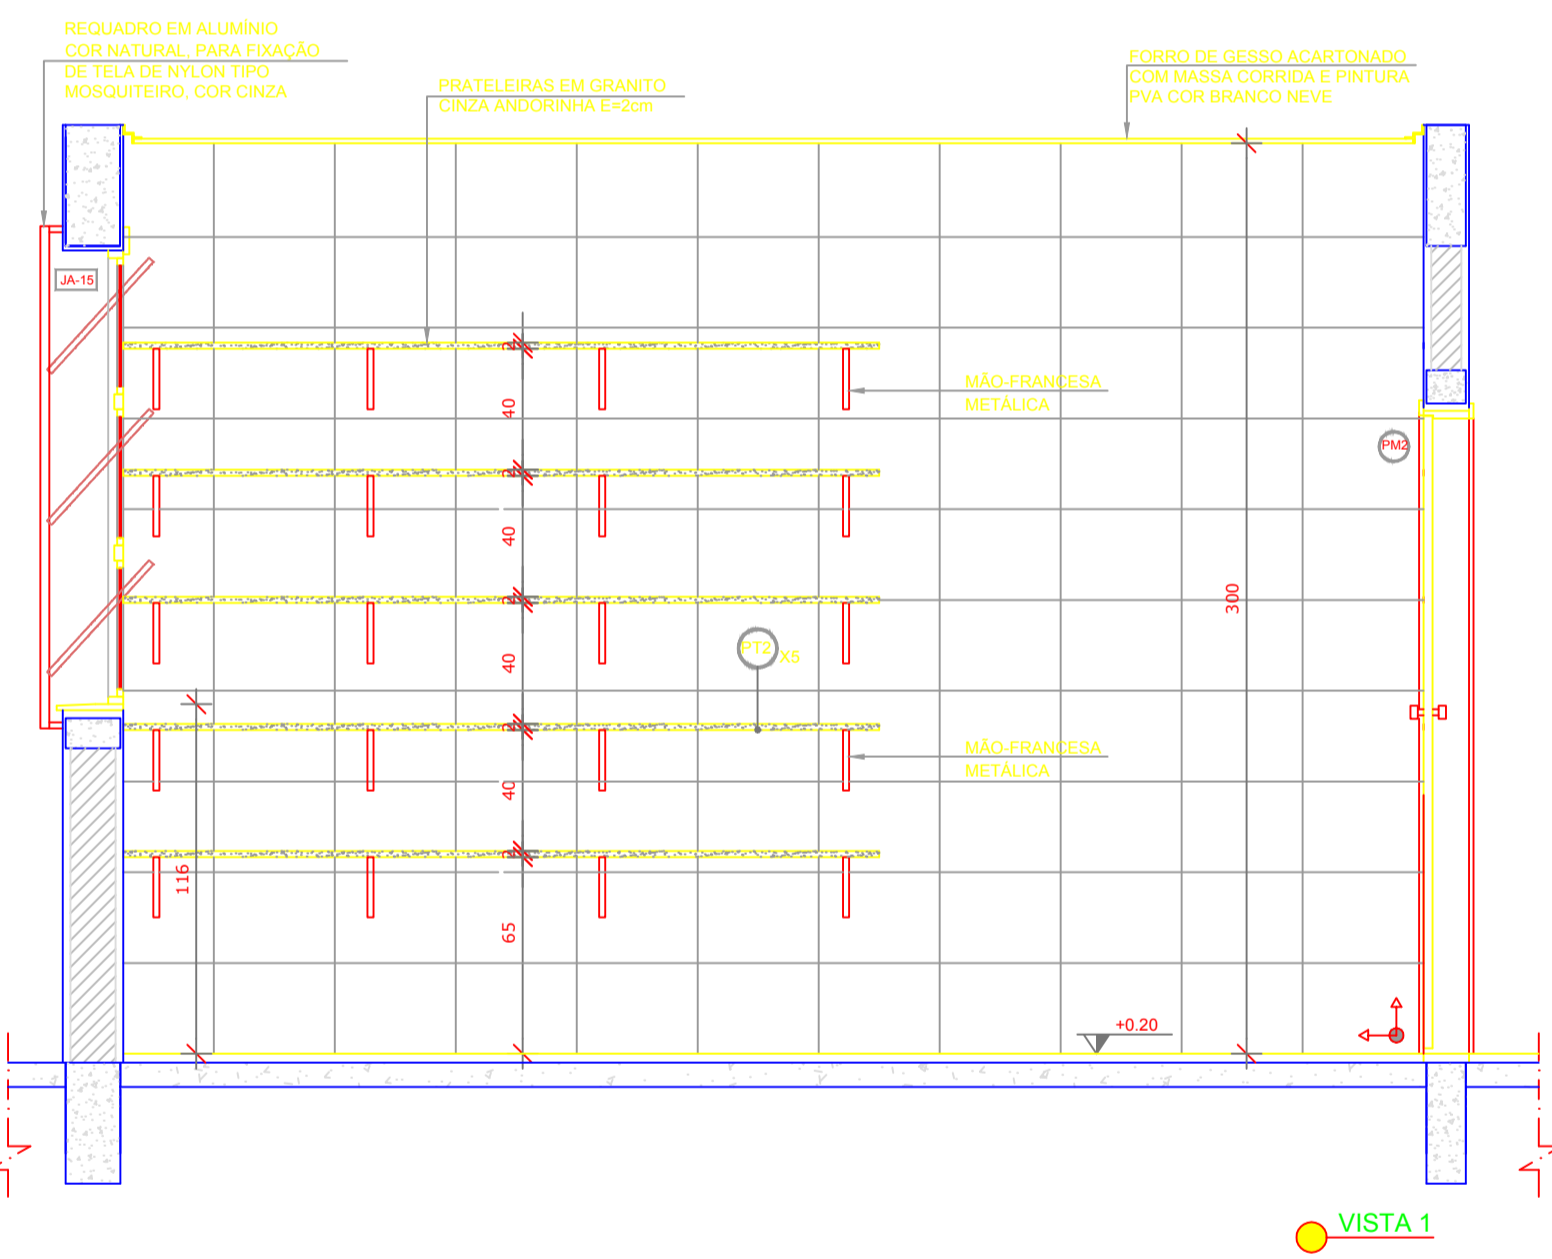 REQUADRO EM ALUMÍNIO
COR NATURAL, PARA FIXAÇÃO
DE TELA DE NYLON TIPO
MOSQUITEIRO, COR CINZA
PRATELEIRAS EM GRANITO
CINZA ANDORINHA E=2cm
FORRO DE GESSO ACARTONADO
COM MASSA CORRIDA E PINTURA
PVA COR BRANCO NEVE
JA-15
MÃO-FRANCESA
METÁLICA
40
PM2
40
300
40
PT2
X5
MÃO-FRANCESA
METÁLICA
40
116
65
+0.20
VISTA 1